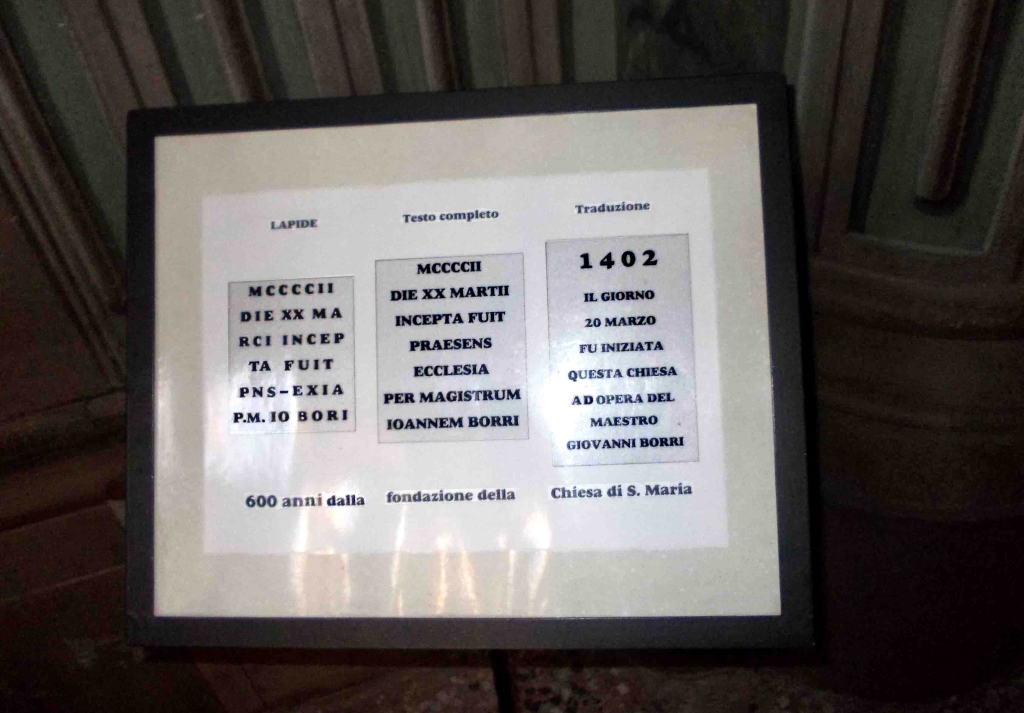 LAPIDE
MCCCCII
DIE XX MA
RCI INCEP
TA FUIT
PNS-EXIA
P.M. IO BORI
Testo completo
MCCCCII
DIE XX MARTII
INCEPTA FUIT
PRAESENS
ECCLESIA
PER MAGISTRUM
IOANNEM BORRI
Traduzione
1402
IL GIORNO
20 MARZO
FU INIZIATA
QUESTA CHIESA
AD OPERA DEL
MAESTRO
GIOVANNI BORRI
600 anni dalla fondazione della Chiesa di S. Maria